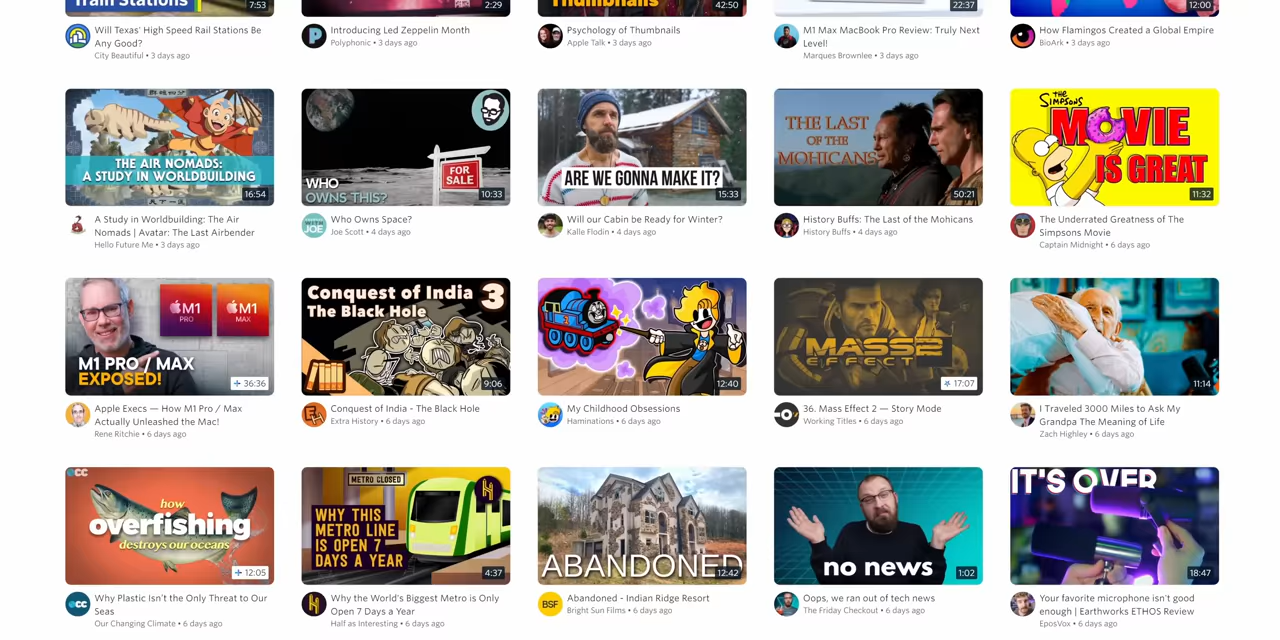 Train Stations
7:53
2:29
Thumbnails
42:50
22:37
12:00
Will Texas' High Speed Rail Stations Be
Any Good?
City Beautiful • 3 days ago
Introducing Led Zeppelin Month
Polyphonic • 3 days ago
Psychology of Thumbnails
Apple Talk • 3 days ago
M1 Max MacBook Pro Review: Truly Next
Level!
Marques Brownlee • 3 days ago
How Flamingos Created a Global Empire
BioArk • 3 days ago
THE AIR NOMADS:
A STUDY IN WORLDBUILDING
16:54
FOR
SALE
WHO
OWNS THIS?
10:33
ARE WE GONNA MAKE IT?
15:33
THE LAST
OF THE
MOHICANS
50:21
THE
SIMPSONS
MOVIE
IS GREAT
11:32
A Study in Worldbuilding: The Air
Nomads | Avatar: The Last Airbender
Hello Future Me • 3 days ago
WITH
JOE
Who Owns Space?
Joe Scott • 4 days ago
Will our Cabin be Ready for Winter?
Kalle Flodin • 4 days ago
History Buffs: The Last of the Mohicans
History Buffs • 4 days ago
The Underrated Greatness of The
Simpsons Movie
Captain Midnight • 6 days ago
M1
PRO
M1
MAX
M1 PRO / MAX
EXPOSED!
36:36
Conquest of India 3
The Black Hole
9:06
12:40
MASS2
EFFECT
17:07
11:14
Apple Execs — How M1 Pro / Max
Actually Unleashed the Mac!
Rene Ritchie • 6 days ago
EH
Conquest of India - The Black Hole
Extra History • 6 days ago
My Childhood Obsessions
Haminations • 6 days ago
36. Mass Effect 2 — Story Mode
Working Titles • 6 days ago
I Traveled 3000 Miles to Ask My
Grandpa The Meaning of Life
Zach Highley • 6 days ago
OCC
how
overfishing
destroys our oceans
12:05
METRO CLOSED
WHY THIS
METRO LINE
IS OPEN 7
DAYS A YEAR
4:37
ABANDONED
12:42
no news
1:02
IT'S OVER
18:47
OCC
Why Plastic Isn't the Only Threat to Our
Seas
Our Changing Climate • 6 days ago
Why the World's Biggest Metro is Only
Open 7 Days a Year
Half as Interesting • 6 days ago
BSF
Abandoned - Indian Ridge Resort
Bright Sun Films • 6 days ago
Oops, we ran out of tech news
The Friday Checkout • 6 days ago
Your favorite microphone isn't good
enough | Earthworks ETHOS Review
EposVox • 6 days ago